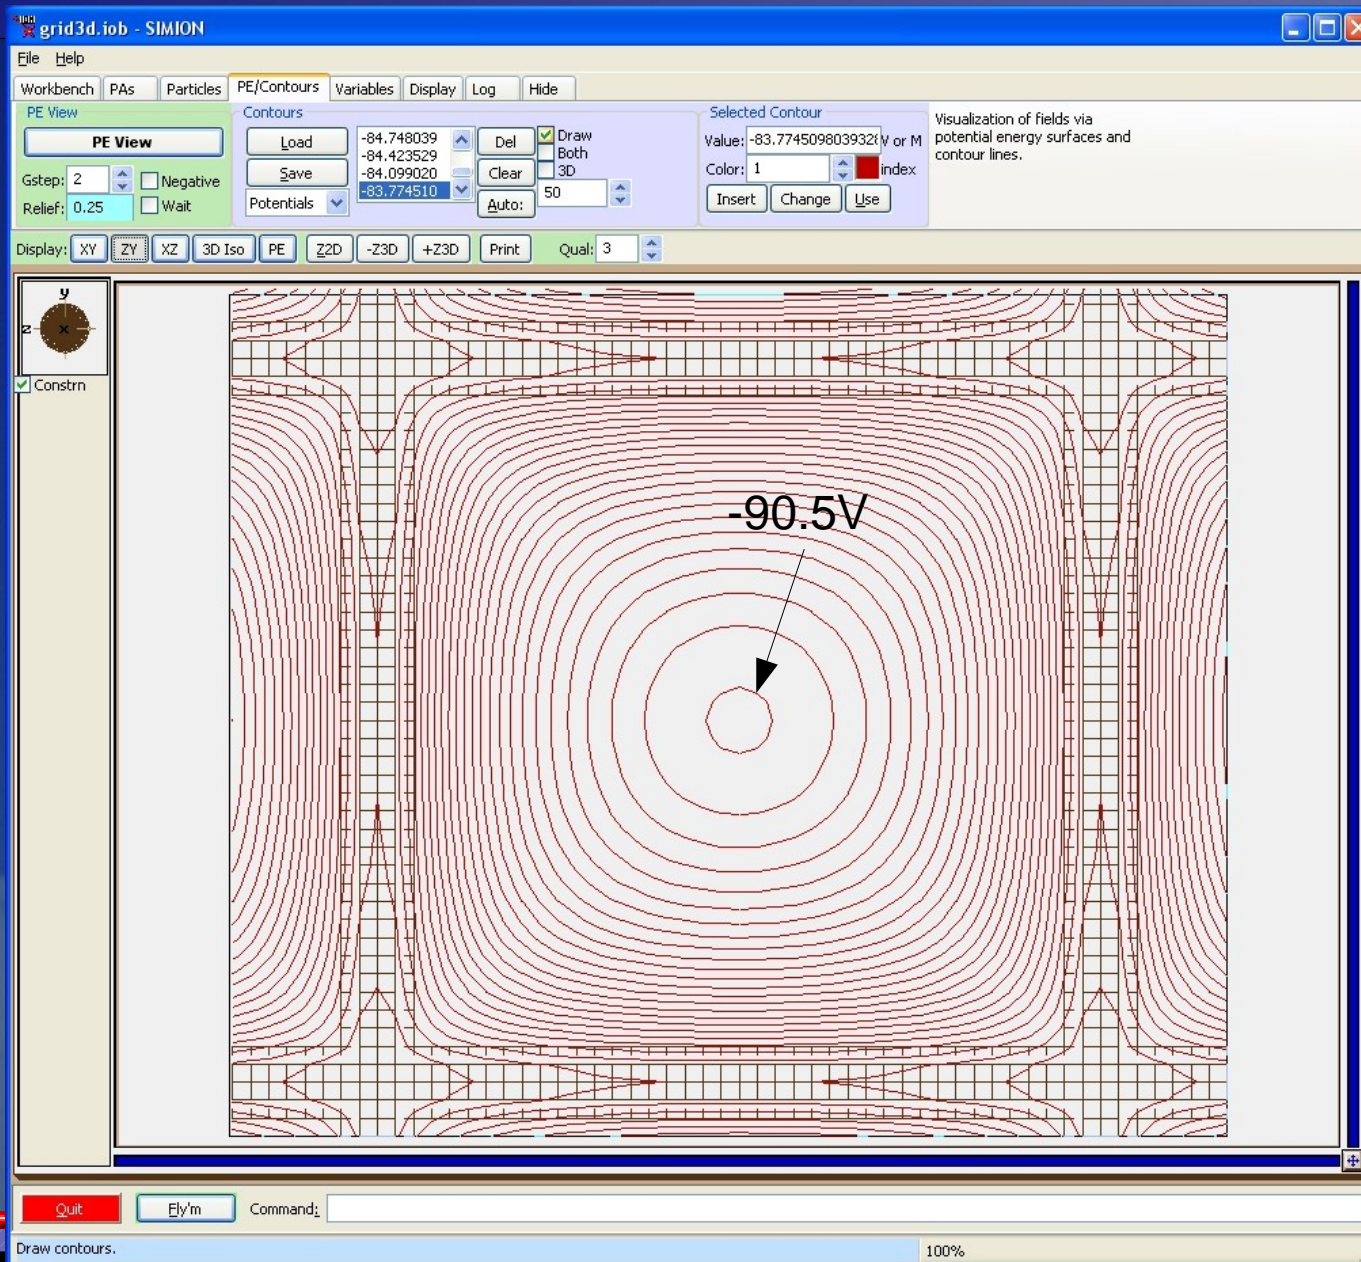 grid3d.iob - SIMION
File Help
Workbench PAs Particles PE/Contours Variables Display Log Hide
PE View
PE View
Gstep: 2 Negative
Relief: 0.25 Wait
Contours
Load
Save
Potentials
-84.748039
-84.423529
-84.099020
-83.774510
Del
Clear
Auto:
Draw
Both
3D
50
Selected Contour
Value: -83.7745098039328 V or M
Color: 1 index
Insert Change Use
Visualization of fields via
potential energy surfaces and
contour lines.
Display: XY ZY XZ 3D Iso PE Z2D -Z3D +Z3D Print Qual: 3
y
z
x
Constrn
-90.5V
Quit Fly'm Command:
Draw contours. 100%